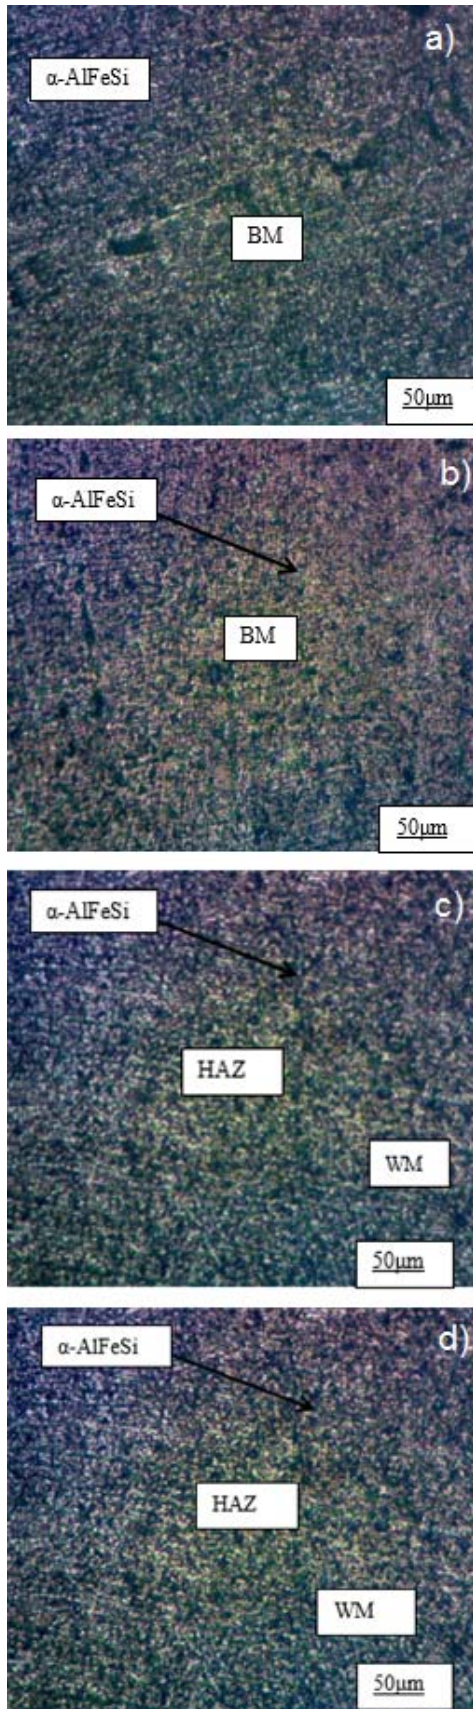 a)
α-AlFeSi
BM
50μm
b)
α-AlFeSi
BM
50μm
c)
α-AlFeSi
HAZ
WM
50μm
d)
α-AlFeSi
HAZ
WM
50μm